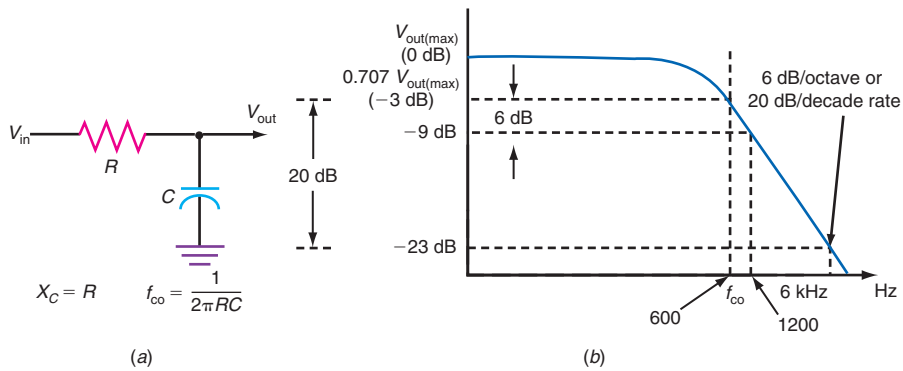 V_in
R
V_out
C
X_C = R
f_co = 1 / 2πRC
(a)
20 dB
V_out(max)
(0 dB)
0.707 V_out(max)
(−3 dB)
6 dB
−9 dB
−23 dB
6 dB/octave or
20 dB/decade rate
600
f_co
1200
6 kHz
Hz
(b)